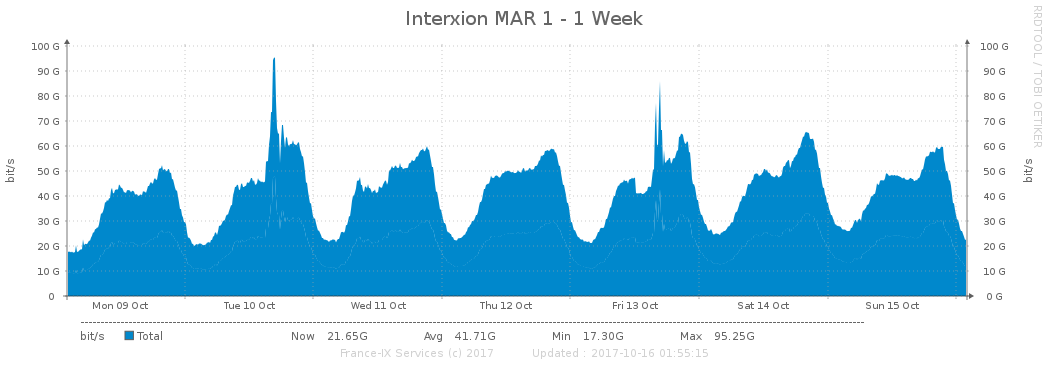 Interxion MAR 1 - 1 Week
RRDTOOL / TOBI OETIKER
100 G 100 G
90 G 90 G
80 G 80 G
70 G 70 G
60 G 60 G
50 G 50 G
40 G 40 G
30 G 30 G
20 G 20 G
10 G 10 G
0 0 G
bit/s bit/s
Mon 09 Oct Tue 10 Oct Wed 11 Oct Thu 12 Oct Fri 13 Oct Sat 14 Oct Sun 15 Oct
bit/s Total Now 21.65G Avg 41.71G Min 17.30G Max 95.25G
France-IX Services (c) 2017 Updated : 2017-10-16 01:55:15